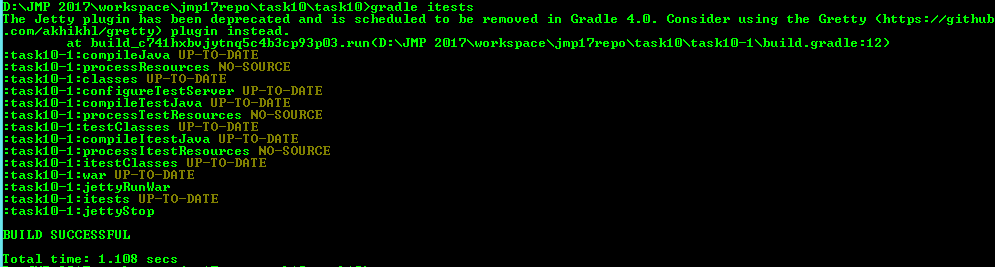 D:\JMP 2017\workspace\jmp17repo\task10\task10>gradle itests
The Jetty plugin has been deprecated and is scheduled to be removed in Gradle 4.0. Consider using the Gretty (https://github
.com/akhikhl/gretty) plugin instead.
at build_c741hxbvjytnq5c4b3cp93p03.run(D:\JMP 2017\workspace\jmp17repo\task10\task10-1\build.gradle:12)
:task10-1:compileJava UP-TO-DATE
:task10-1:processResources NO-SOURCE
:task10-1:classes UP-TO-DATE
:task10-1:configureTestServer UP-TO-DATE
:task10-1:compileTestJava UP-TO-DATE
:task10-1:processTestResources NO-SOURCE
:task10-1:testClasses UP-TO-DATE
:task10-1:compileItestJava UP-TO-DATE
:task10-1:processItestResources NO-SOURCE
:task10-1:itestClasses UP-TO-DATE
:task10-1:war UP-TO-DATE
:task10-1:jettyRunWar
:task10-1:itests UP-TO-DATE
:task10-1:jettyStop
BUILD SUCCESSFUL
Total time: 1.108 secs